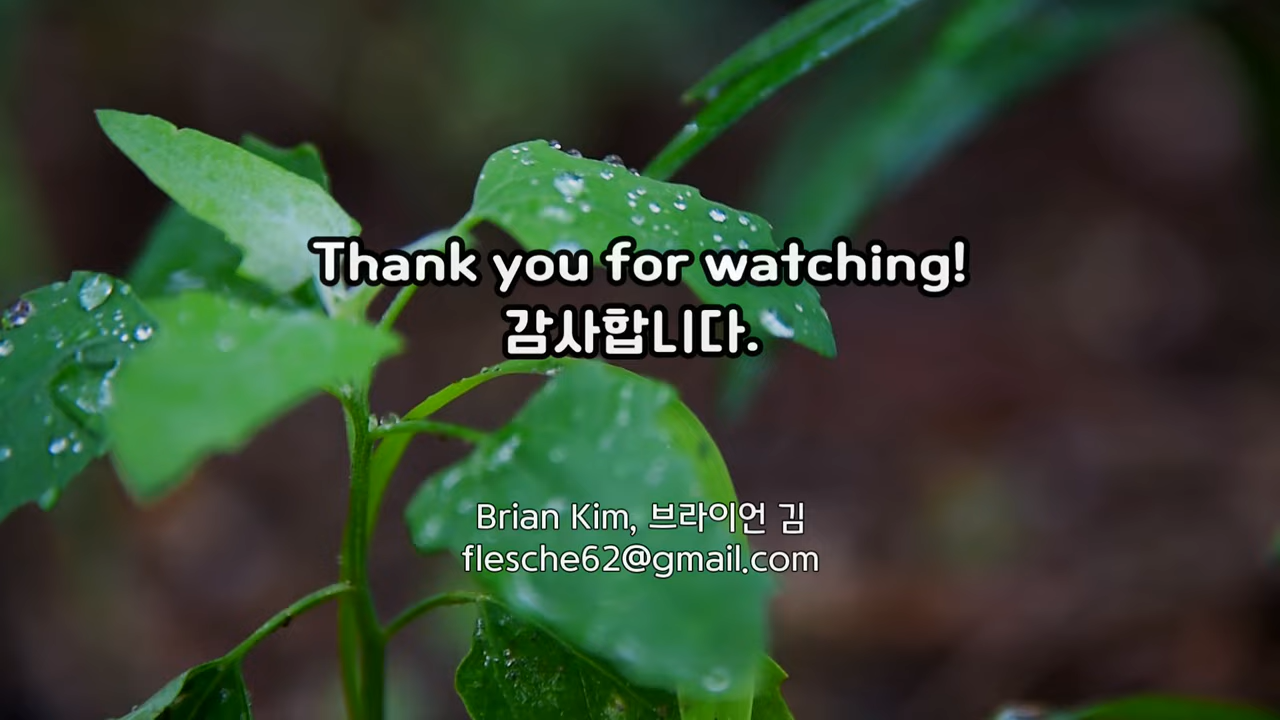 Thank you for watching!
감사합니다.
Brian Kim, 브라이언 김
flesche62@gmail.com